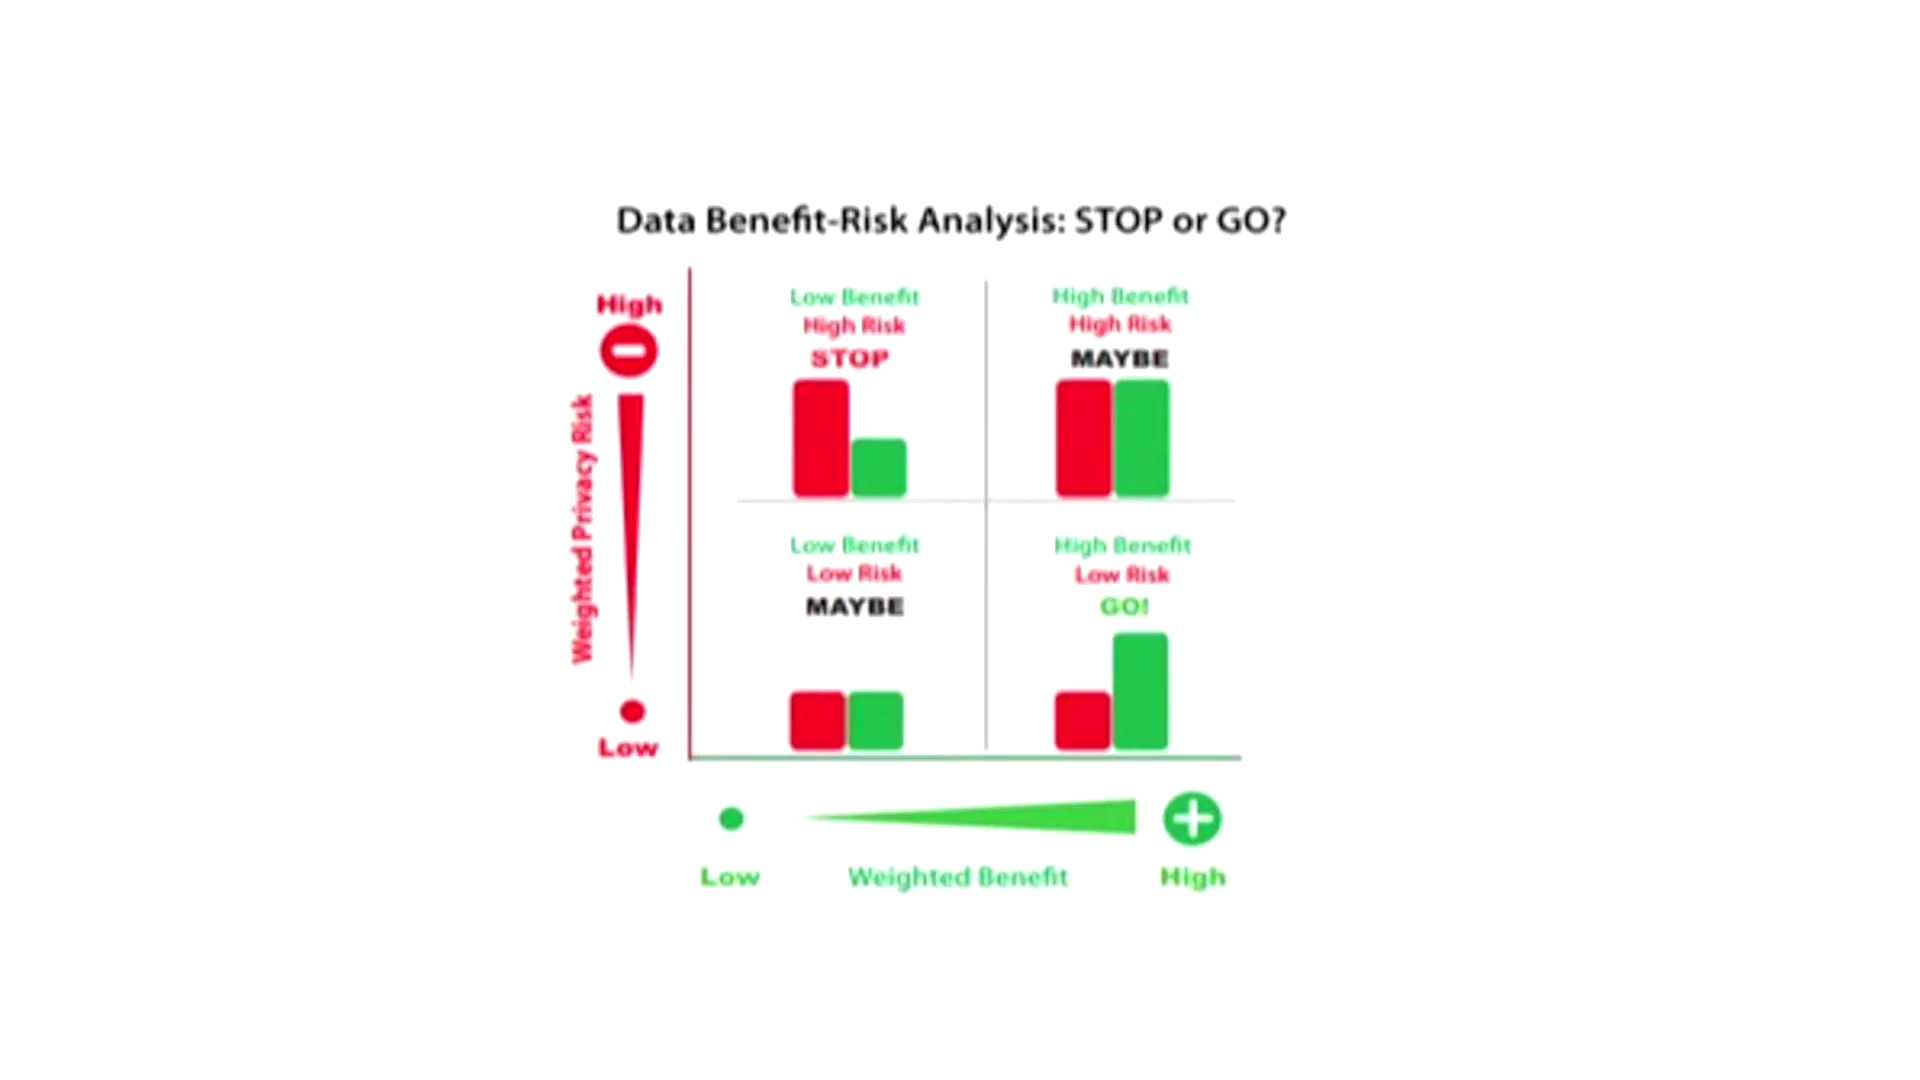 Data Benefit-Risk Analysis: STOP or GO?
High
Weighted Privacy Risk
Low
Low Benefit
High Risk
STOP
High Benefit
High Risk
MAYBE
Low Benefit
Low Risk
MAYBE
High Benefit
Low Risk
GO!
Low
Weighted Benefit
High